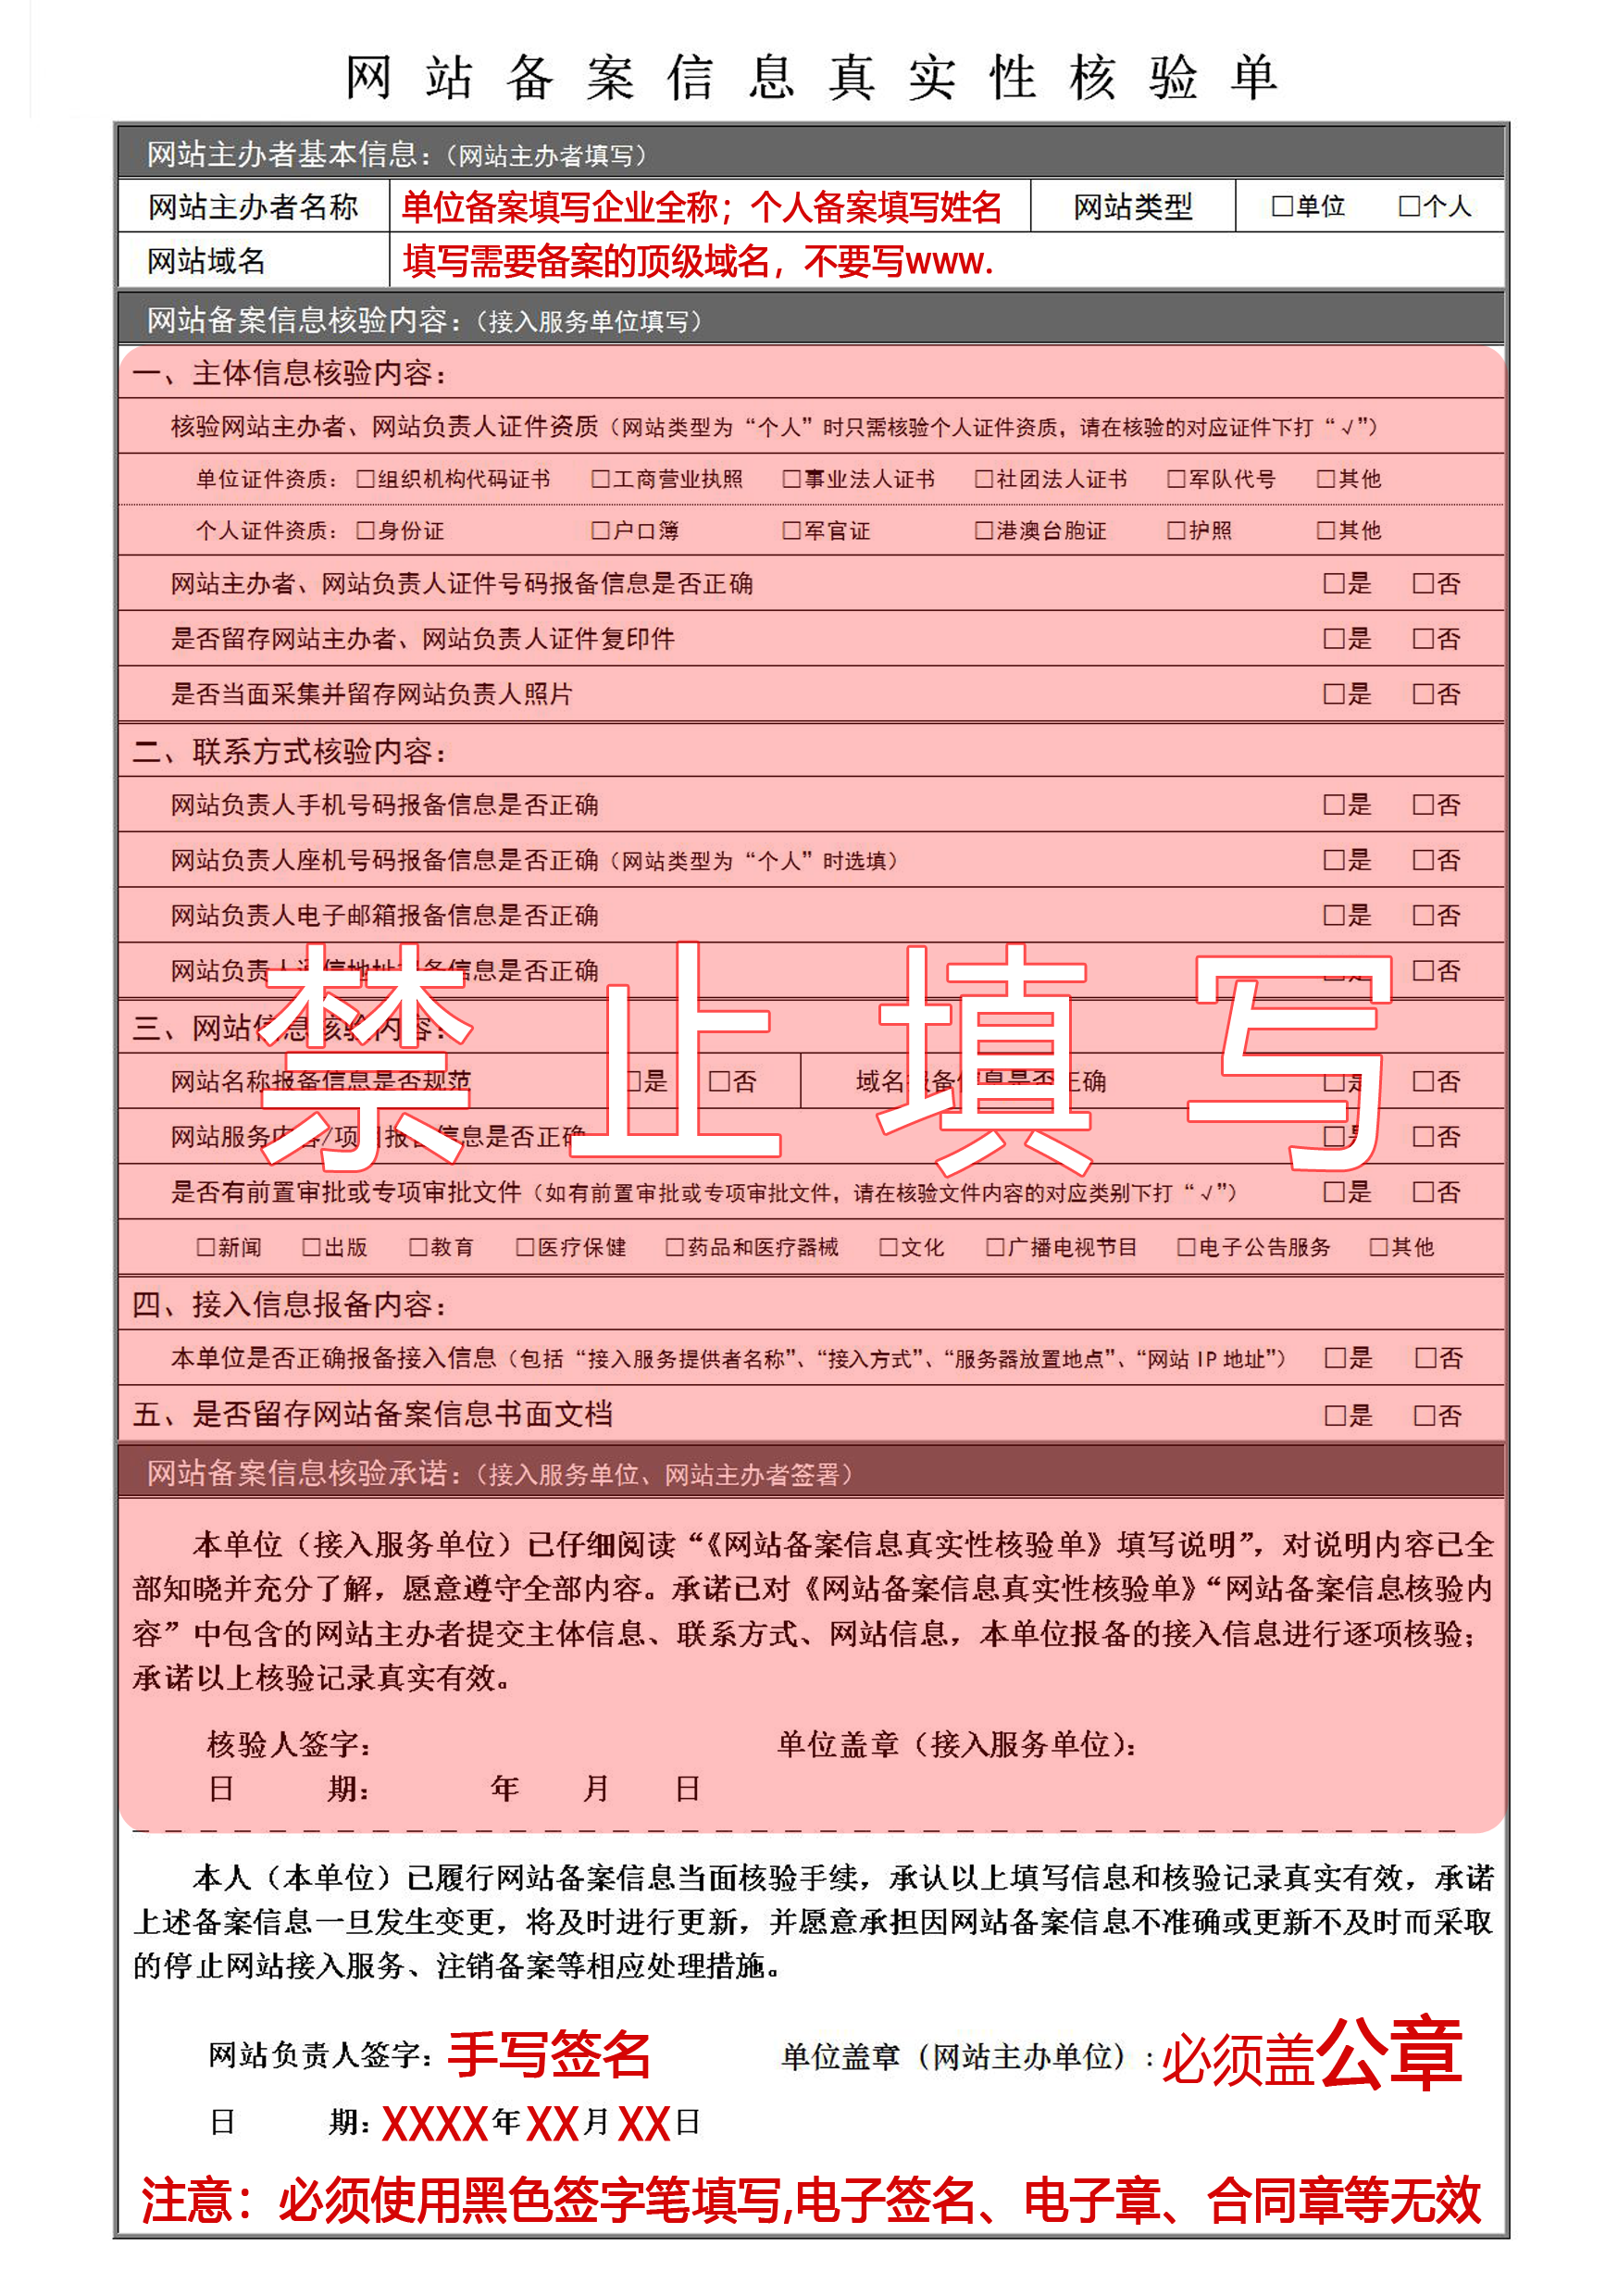 网站备案信息真实性核验单
网站主办者基本信息：（网站主办者填写）
网站主办者名称 单位备案填写企业全称；个人备案填写姓名 网站类型 □单位 □个人
网站域名 填写需要备案的顶级域名，不要写www.
网站备案信息核验内容：（接入服务单位填写）
一、主体信息核验内容：
核验网站主办者、网站负责人证件资质（网站类型为“个人”时只需核验个人证件资质，请在核验的对应证件下打“√”）
单位证件资质： □组织机构代码证书 □工商营业执照 □事业法人证书 □社团法人证书 □军队代号 □其他
个人证件资质： □身份证 □户口簿 □军官证 □港澳台胞证 □护照 □其他
网站主办者、网站负责人证件号码报备信息是否正确 □是 □否
是否留存网站主办者、网站负责人证件复印件 □是 □否
是否当面采集并留存网站负责人照片 □是 □否
二、联系方式核验内容：
网站负责人手机号码报备信息是否正确 □是 □否
网站负责人座机号码报备信息是否正确（网站类型为“个人”时选填） □是 □否
网站负责人电子邮箱报备信息是否正确 □是 □否
网站负责人通信地址报备信息是否正确 □是 □否
禁止填写
三、网站信息核验内容：
网站名称报备信息是否规范 □是 □否 域名报备信息是否正确 □是 □否
网站服务内容/项目报备信息是否正确 □是 □否
是否有前置审批或专项审批文件（如有前置审批或专项审批文件，请在核验文件内容的对应类别下打“√”） □是 □否
□新闻 □出版 □教育 □医疗保健 □药品和医疗器械 □文化 □广播电视节目 □电子公告服务 □其他
四、接入信息报备内容：
本单位是否正确报备接入信息（包括“接入服务提供者名称”、“接入方式”、“服务器放置地点”、“网站 IP 地址”） □是 □否
五、是否留存网站备案信息书面文档 □是 □否
网站备案信息核验承诺：（接入服务单位、网站主办者签署）
本单位（接入服务单位）已仔细阅读“《网站备案信息真实性核验单》填写说明”，对说明内容已全
部知晓并充分了解，愿意遵守全部内容。承诺已对《网站备案信息真实性核验单》“网站备案信息核验内
容”中包含的网站主办者提交主体信息、联系方式、网站信息，本单位报备的接入信息进行逐项核验；
承诺以上核验记录真实有效。
核验人签字： 单位盖章（接入服务单位）：
日 期： 年 月 日
本人（本单位）已履行网站备案信息当面核验手续，承认以上填写信息和核验记录真实有效，承诺
上述备案信息一旦发生变更，将及时进行更新，并愿意承担因网站备案信息不准确或更新不及时而采取
的停止网站接入服务、注销备案等相应处理措施。
网站负责人签字：手写签名 单位盖章（网站主办单位）:必须盖公章
日 期：XXXX年XX月XX日
注意：必须使用黑色签字笔填写,电子签名、电子章、合同章等无效